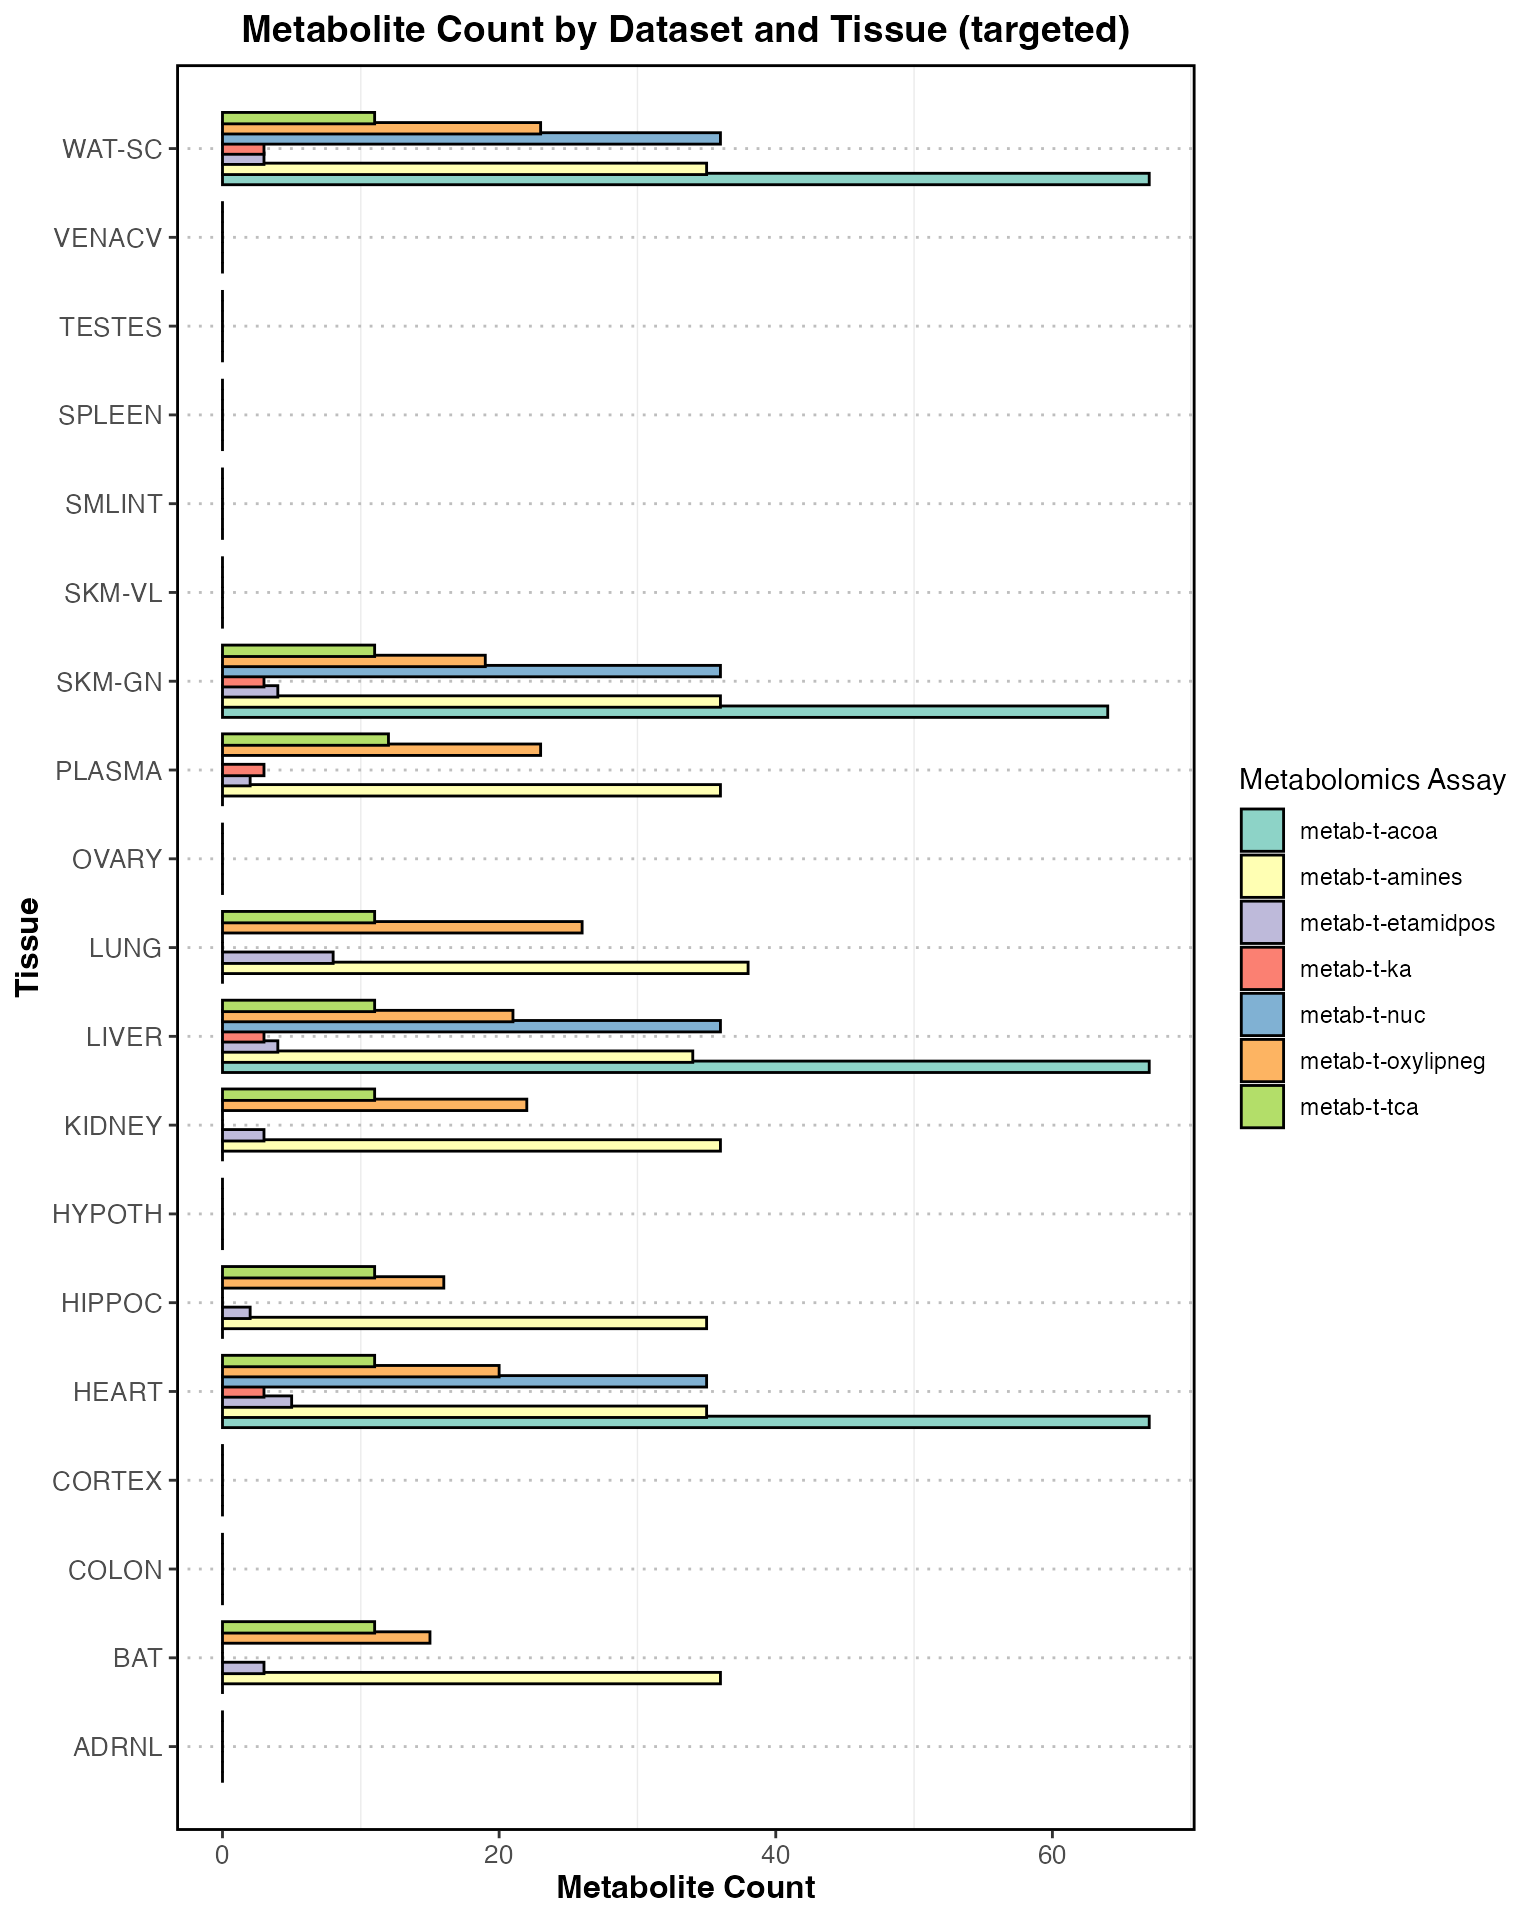 Metabolite Count by Dataset and Tissue (targeted)
WAT-SC
VENACV
TESTES
SPLEEN
SMLINT
SKM-VL
SKM-GN
PLASMA
OVARY
LUNG
LIVER
KIDNEY
HYPOTH
HIPPOC
HEART
CORTEX
COLON
BAT
ADRNL
Tissue
0 20 40 60
Metabolite Count
Metabolomics Assay
metab-t-acoa
metab-t-amines
metab-t-etamidpos
metab-t-ka
metab-t-nuc
metab-t-oxylipneg
metab-t-tca